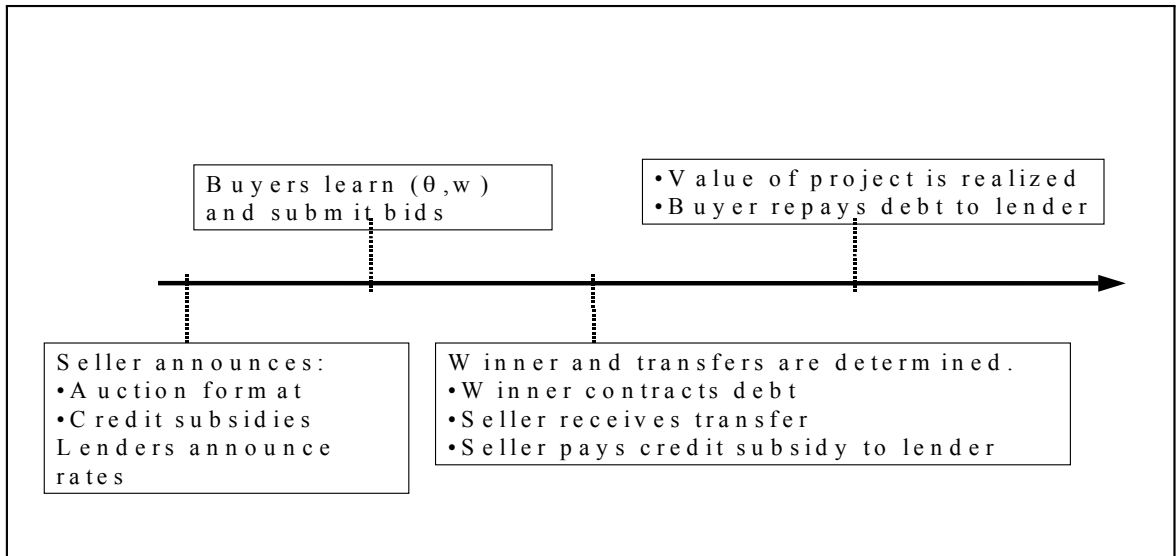 Buyers learn (θ,w)
and submit bids
•Value of project is realized
•Buyer repays debt to lender
Seller announces:
•Auction format
•Credit subsidies
Lenders announce
rates
Winner and transfers are determined.
•Winner contracts debt
•Seller receives transfer
•Seller pays credit subsidy to lender